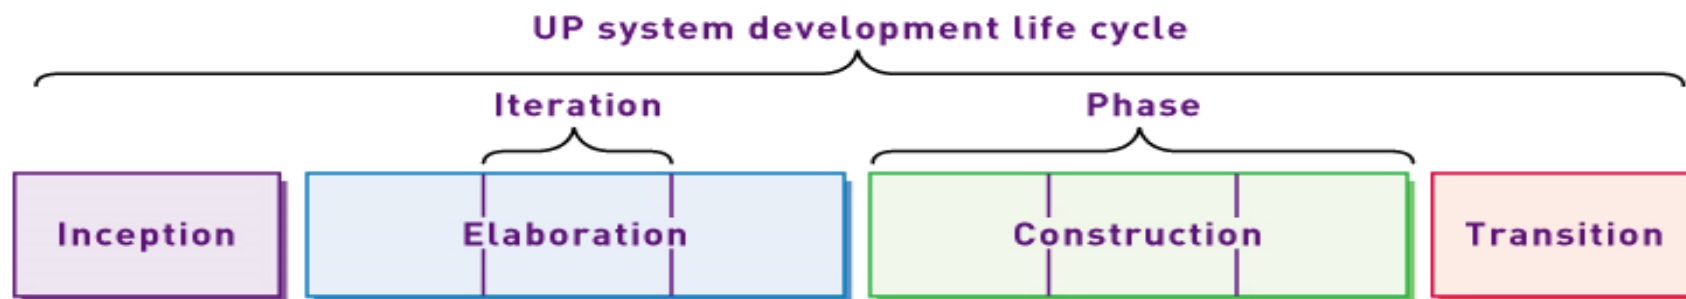 UP system development life cycle
Iteration
Phase
Inception
Elaboration
Construction
Transition